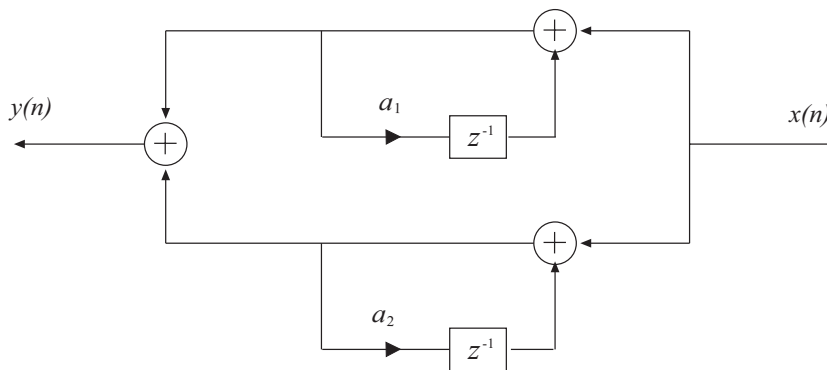 a₁
y(n)
z⁻¹
x(n)
a₂
z⁻¹